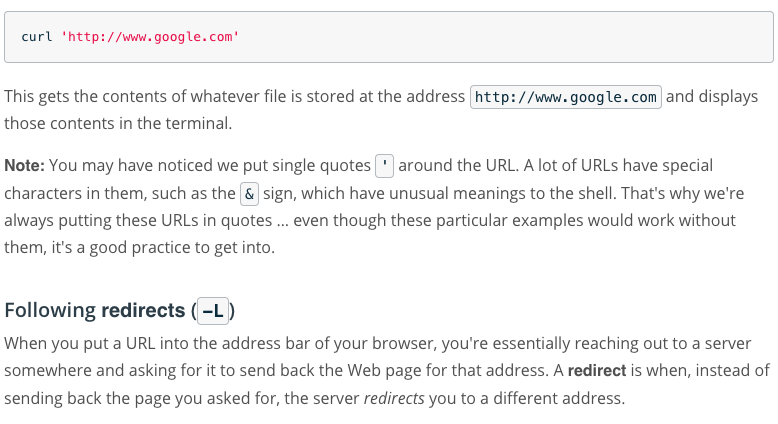 curl 'http://www.google.com'
This gets the contents of whatever file is stored at the address http://www.google.com and displays
those contents in the terminal.
Note: You may have noticed we put single quotes ' around the URL. A lot of URLs have special
characters in them, such as the & sign, which have unusual meanings to the shell. That's why we're
always putting these URLs in quotes ... even though these particular examples would work without
them, it's a good practice to get into.
Following redirects (-L)
When you put a URL into the address bar of your browser, you're essentially reaching out to a server
somewhere and asking for it to send back the Web page for that address. A redirect is when, instead of
sending back the page you asked for, the server redirects you to a different address.